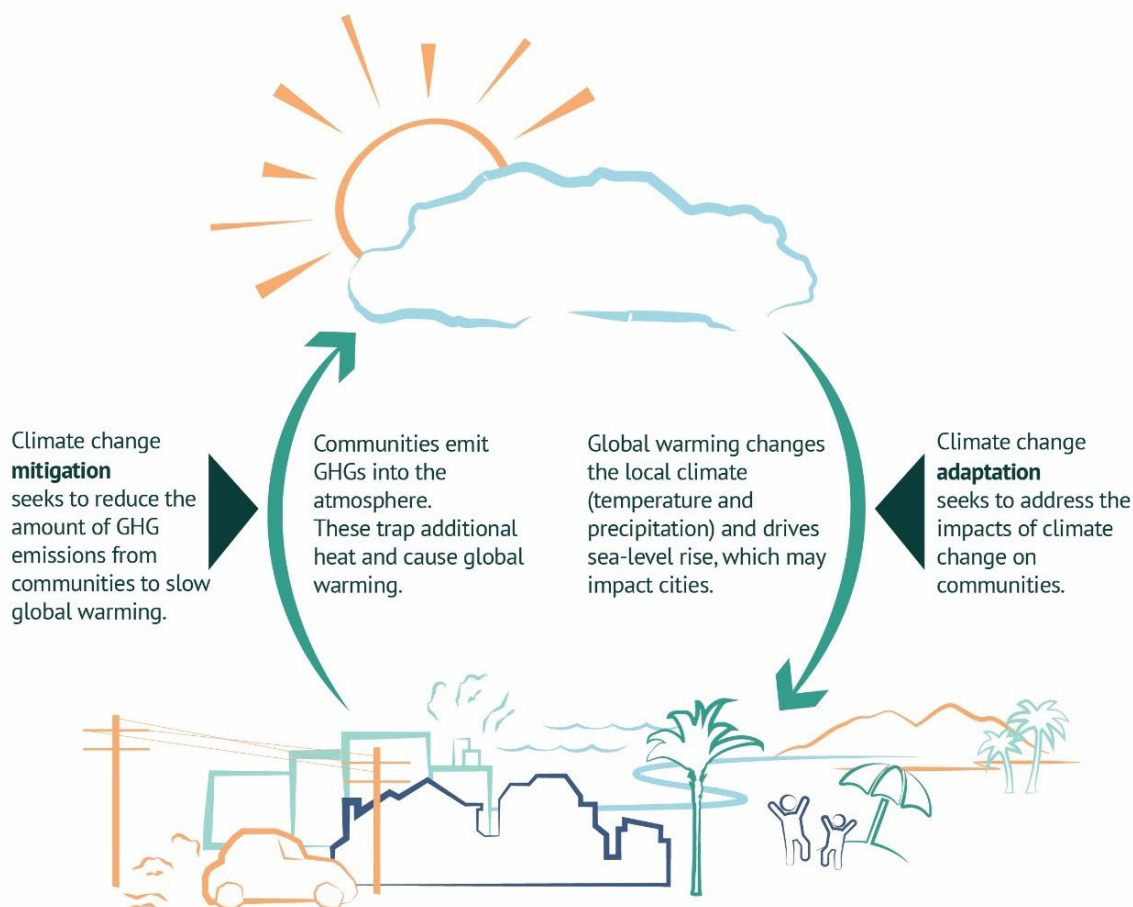 Climate change
mitigation
seeks to reduce the
amount of GHG
emissions from
communities to slow
global warming.
Communities emit
GHGs into the
atmosphere.
These trap additional
heat and cause global
warming.
Global warming changes
the local climate
(temperature and
precipitation) and drives
sea-level rise, which may
impact cities.
Climate change
adaptation
seeks to address the
impacts of climate
change on
communities.